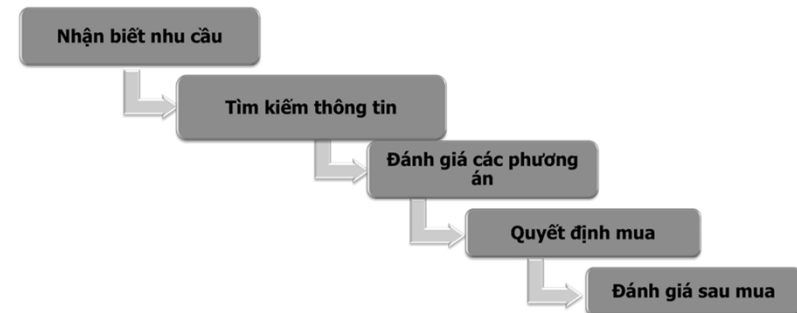 Nhận biết nhu cầu
Tìm kiếm thông tin
Đánh giá các phương
án
Quyết định mua
Đánh giá sau mua